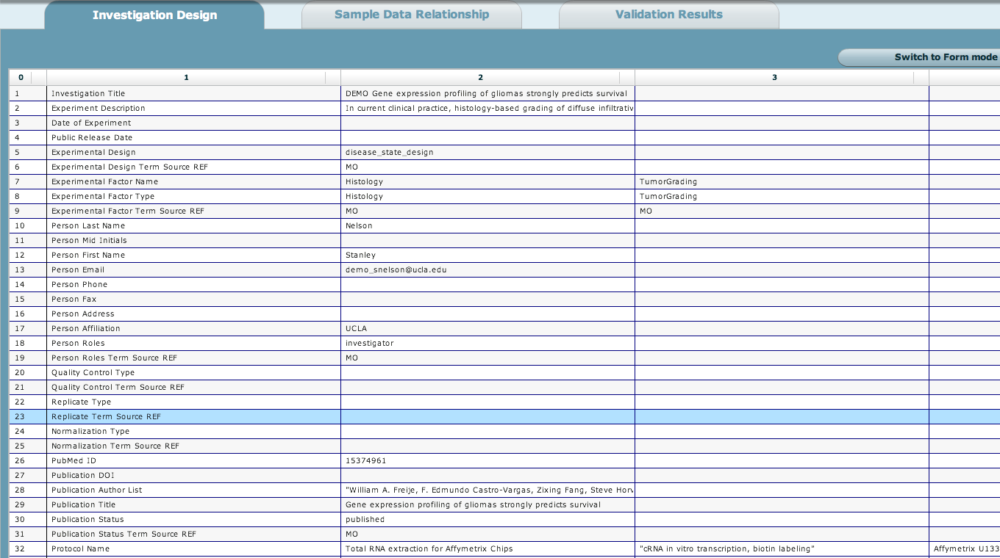 Investigation Design Sample Data Relationship Validation Results
Switch to Form mode
0 1 2 3
1 Investigation Title DEMO Gene expression profiling of gliomas strongly predicts survival
2 Experiment Description In current clinical practice, histology-based grading of diffuse infiltrativ
3 Date of Experiment
4 Public Release Date
5 Experimental Design disease_state_design
6 Experimental Design Term Source REF MO
7 Experimental Factor Name Histology TumorGrading
8 Experimental Factor Type Histology TumorGrading
9 Experimental Factor Term Source REF MO MO
10 Person Last Name Nelson
11 Person Mid Initials
12 Person First Name Stanley
13 Person Email demo_snelson@ucla.edu
14 Person Phone
15 Person Fax
16 Person Address
17 Person Affiliation UCLA
18 Person Roles investigator
19 Person Roles Term Source REF MO
20 Quality Control Type
21 Quality Control Term Source REF
22 Replicate Type
23 Replicate Term Source REF
24 Normalization Type
25 Normalization Term Source REF
26 PubMed ID 15374961
27 Publication DOI
28 Publication Author List "William A. Freije, F. Edmundo Castro-Vargas, Zixing Fang, Steve Horv
29 Publication Title Gene expression profiling of gliomas strongly predicts survival
30 Publication Status published
31 Publication Status Term Source REF MO
32 Protocol Name Total RNA extraction for Affymetrix Chips "cRNA in vitro transcription, biotin labeling" Affymetrix U133